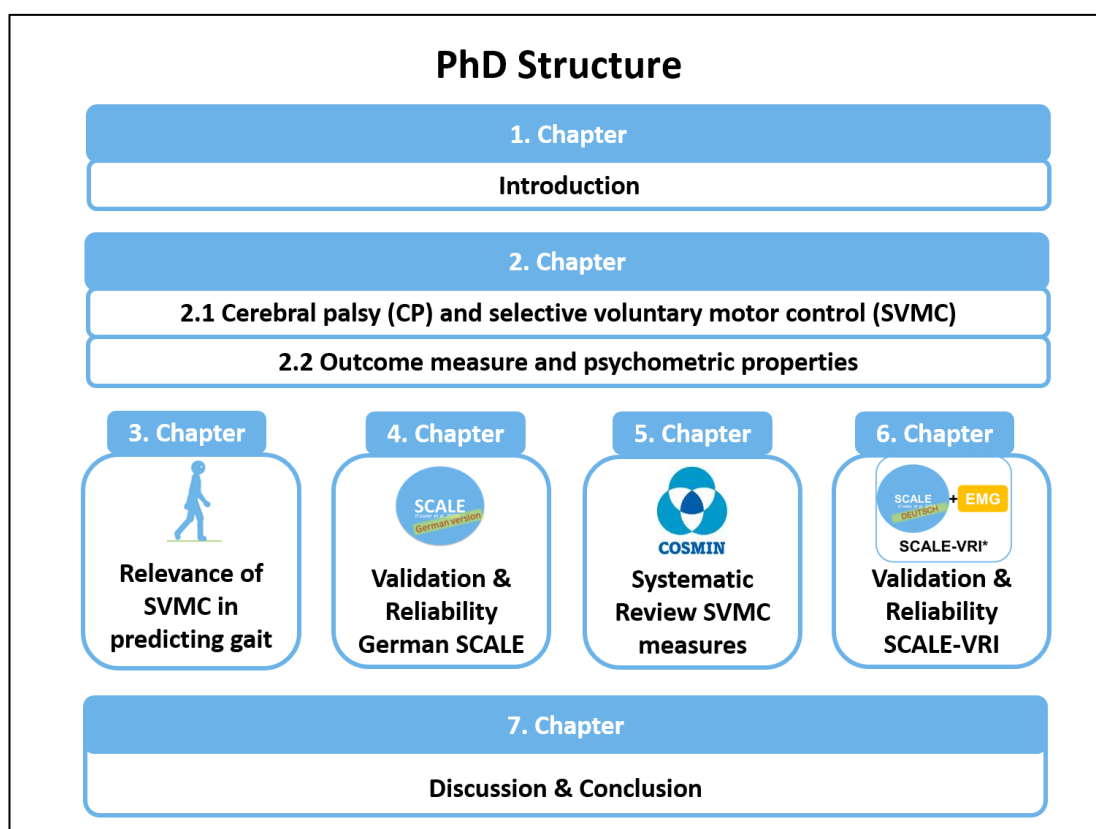 PhD Structure
1. Chapter
Introduction
2. Chapter
2.1 Cerebral palsy (CP) and selective voluntary motor control (SVMC)
2.2 Outcome measure and psychometric properties
3. Chapter
Relevance of
SVMC in
predicting gait
4. Chapter
SCALE
German version
Validation &
Reliability
German SCALE
5. Chapter
COSMIN
Systematic
Review SVMC
measures
6. Chapter
SCALE
DEUTSCH
+
EMG
SCALE-VRI*
Validation &
Reliability
SCALE-VRI
7. Chapter
Discussion & Conclusion